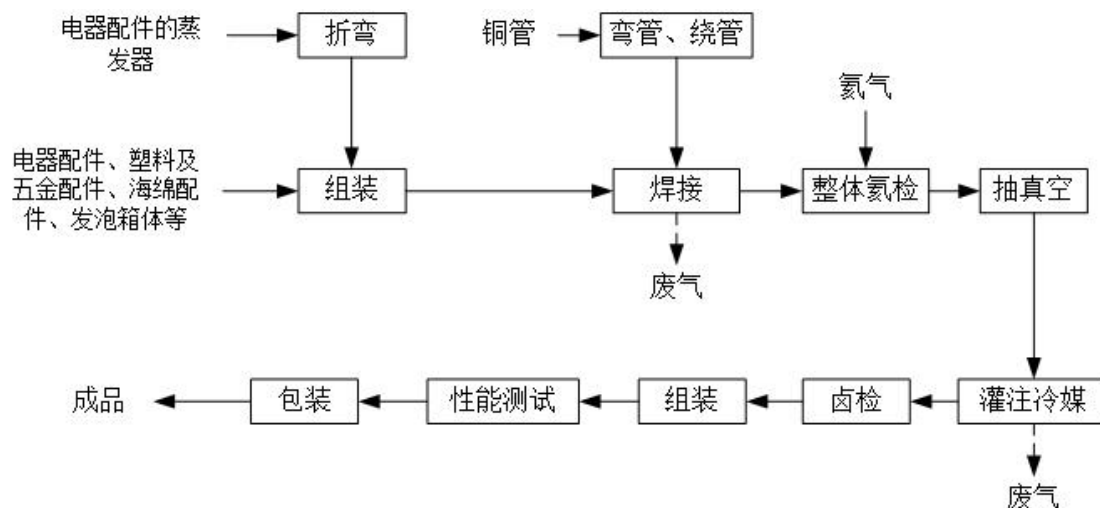 电器配件的蒸
发器
折弯
铜管
弯管、绕管
氦气
电器配件、塑料及
五金配件、海绵配
件、发泡箱体等
组装
焊接
整体氦检
抽真空
废气
成品
包装
性能测试
组装
卤检
灌注冷媒
废气